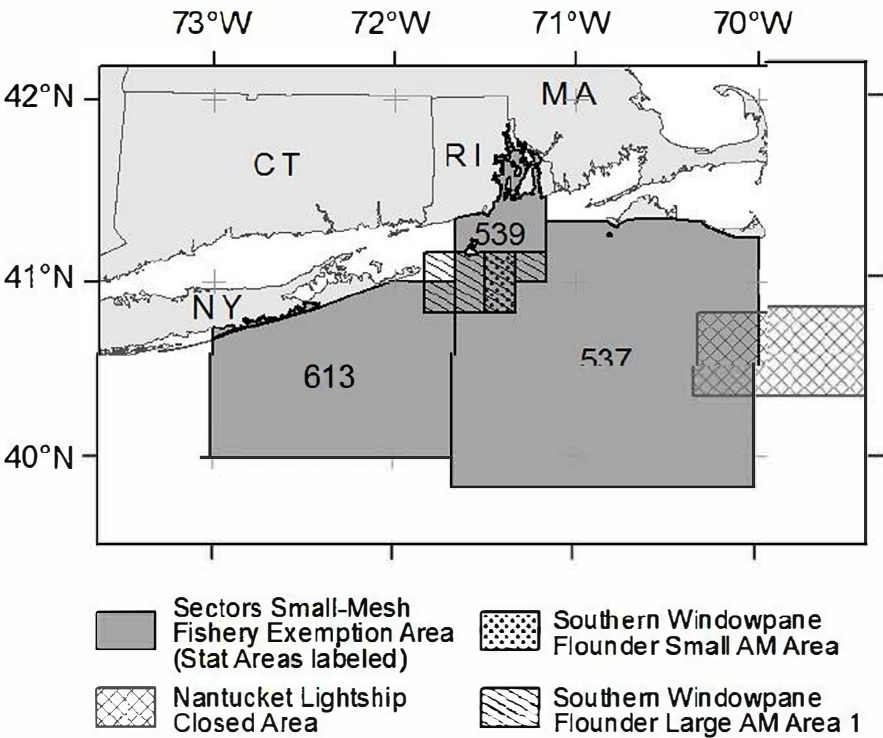 73°W 72°W 71°W 70°W
42°N
MA
CT
RI
539
41°N
NY
537
613
40°N
Sectors Small-Mesh
Fishery Exemption Area
(Stat Areas labeled)
Nantucket Lightship
Closed Area
Southern Windowpane
Flounder Small AM Area
Southern Windowpane
Flounder Large AM Area 1